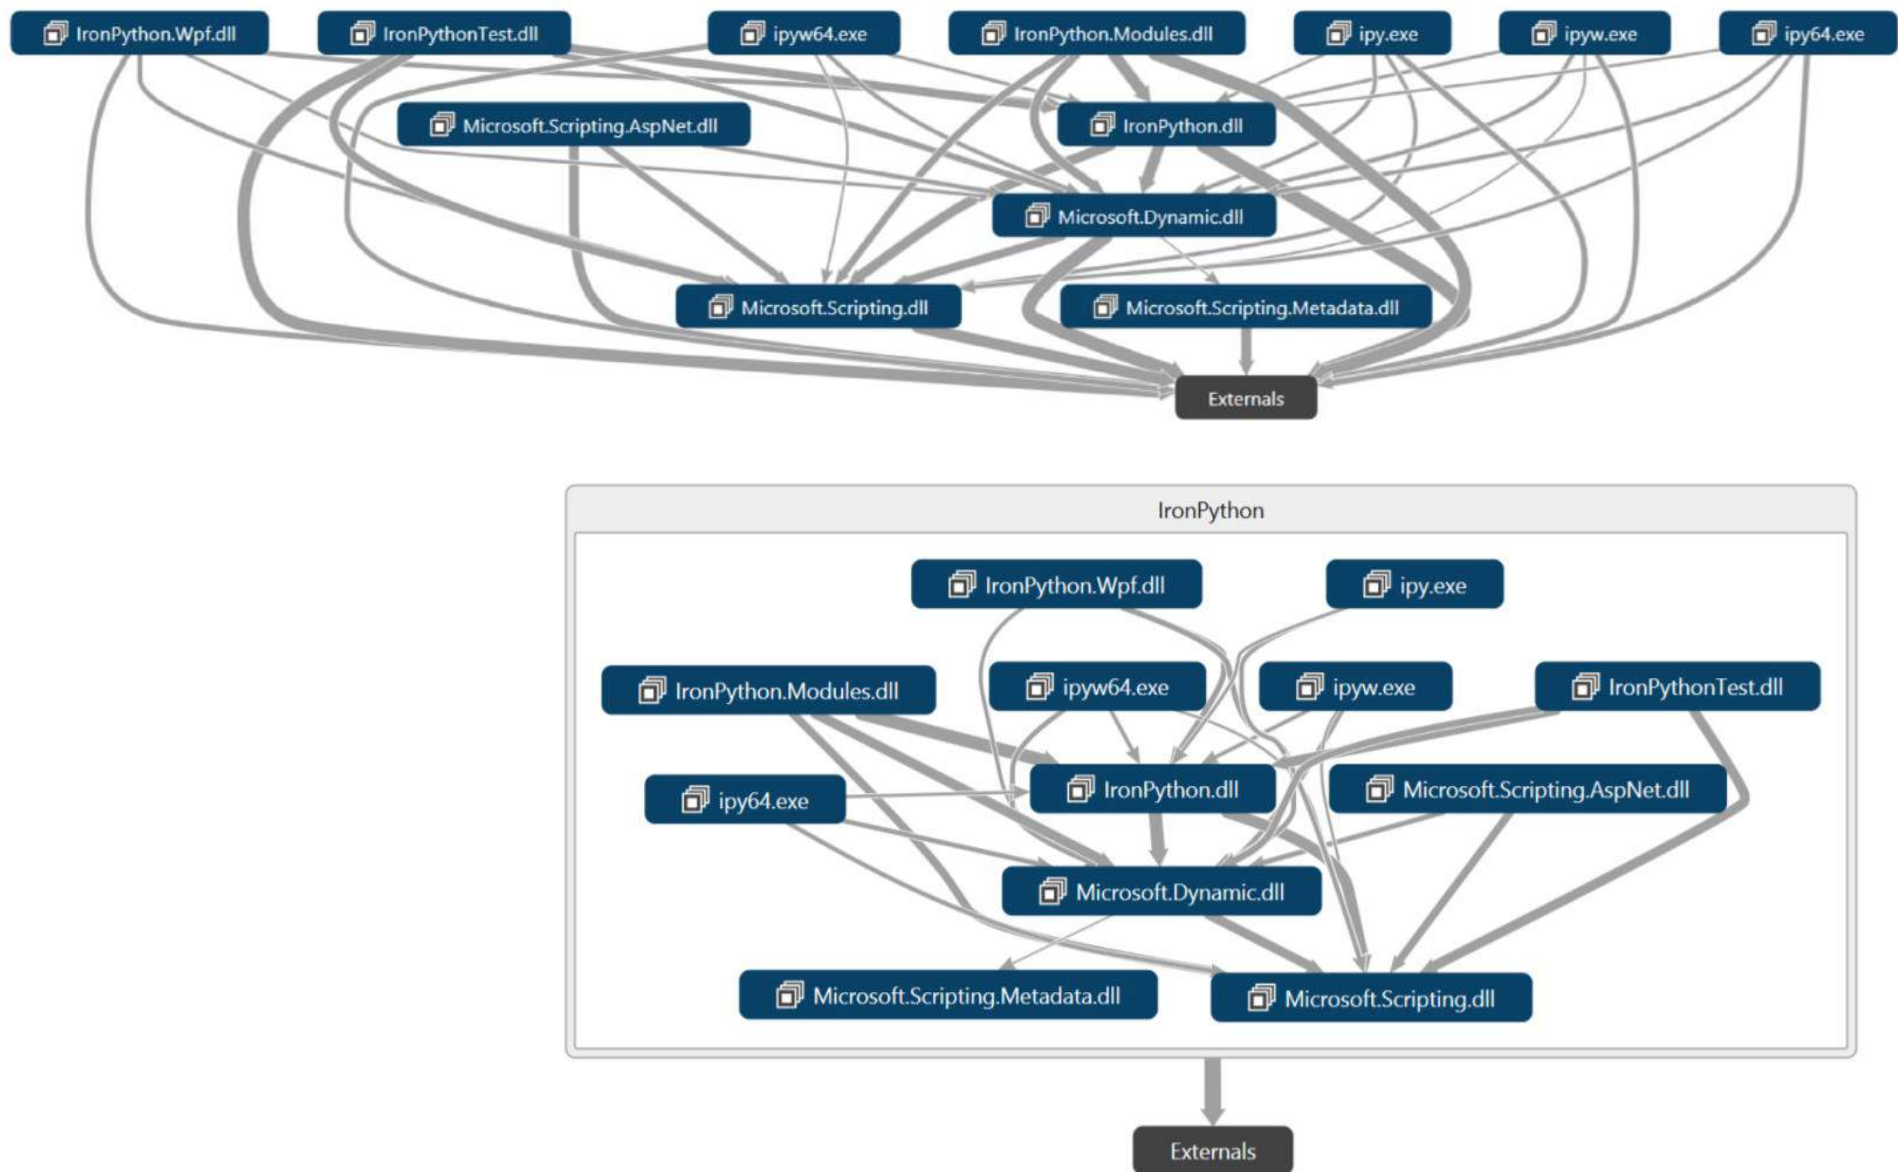 IronPython.Wpf.dll
IronPythonTest.dll
ipyw64.exe
IronPython.Modules.dll
ipy.exe
ipyw.exe
ipy64.exe
Microsoft.Scripting.AspNet.dll
IronPython.dll
Microsoft.Dynamic.dll
Microsoft.Scripting.dll
Microsoft.Scripting.Metadata.dll
Externals
IronPython
IronPython.Wpf.dll
ipy.exe
IronPython.Modules.dll
ipyw64.exe
ipyw.exe
IronPythonTest.dll
ipy64.exe
IronPython.dll
Microsoft.Scripting.AspNet.dll
Microsoft.Dynamic.dll
Microsoft.Scripting.Metadata.dll
Microsoft.Scripting.dll
Externals